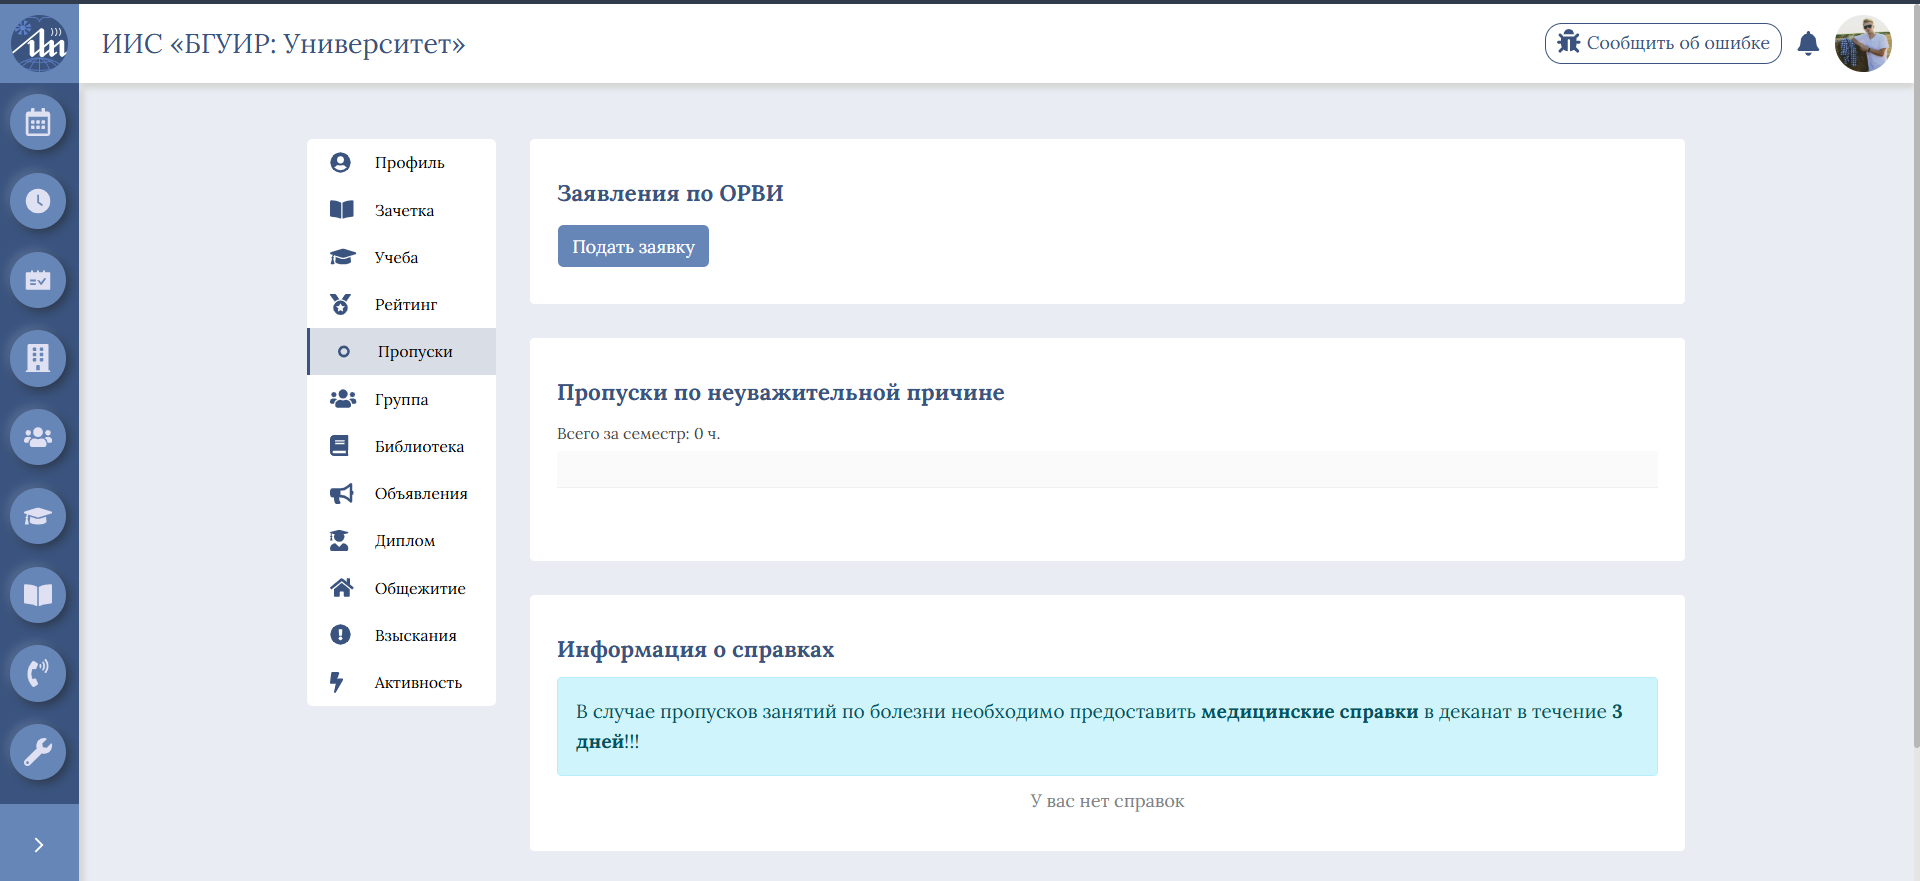 ИИС «БГУИР: Университет»
Сообщить об ошибке
Профиль
Зачетка
Учеба
Рейтинг
Пропуски
Группа
Библиотека
Объявления
Диплом
Общежитие
Взыскания
Активность
Заявления по ОРВИ
Подать заявку
Пропуски по неуважительной причине
Всего за семестр: 0 ч.
Информация о справках
В случае пропусков занятий по болезни необходимо предоставить медицинские справки в деканат в течение 3
дней!!!
У вас нет справок